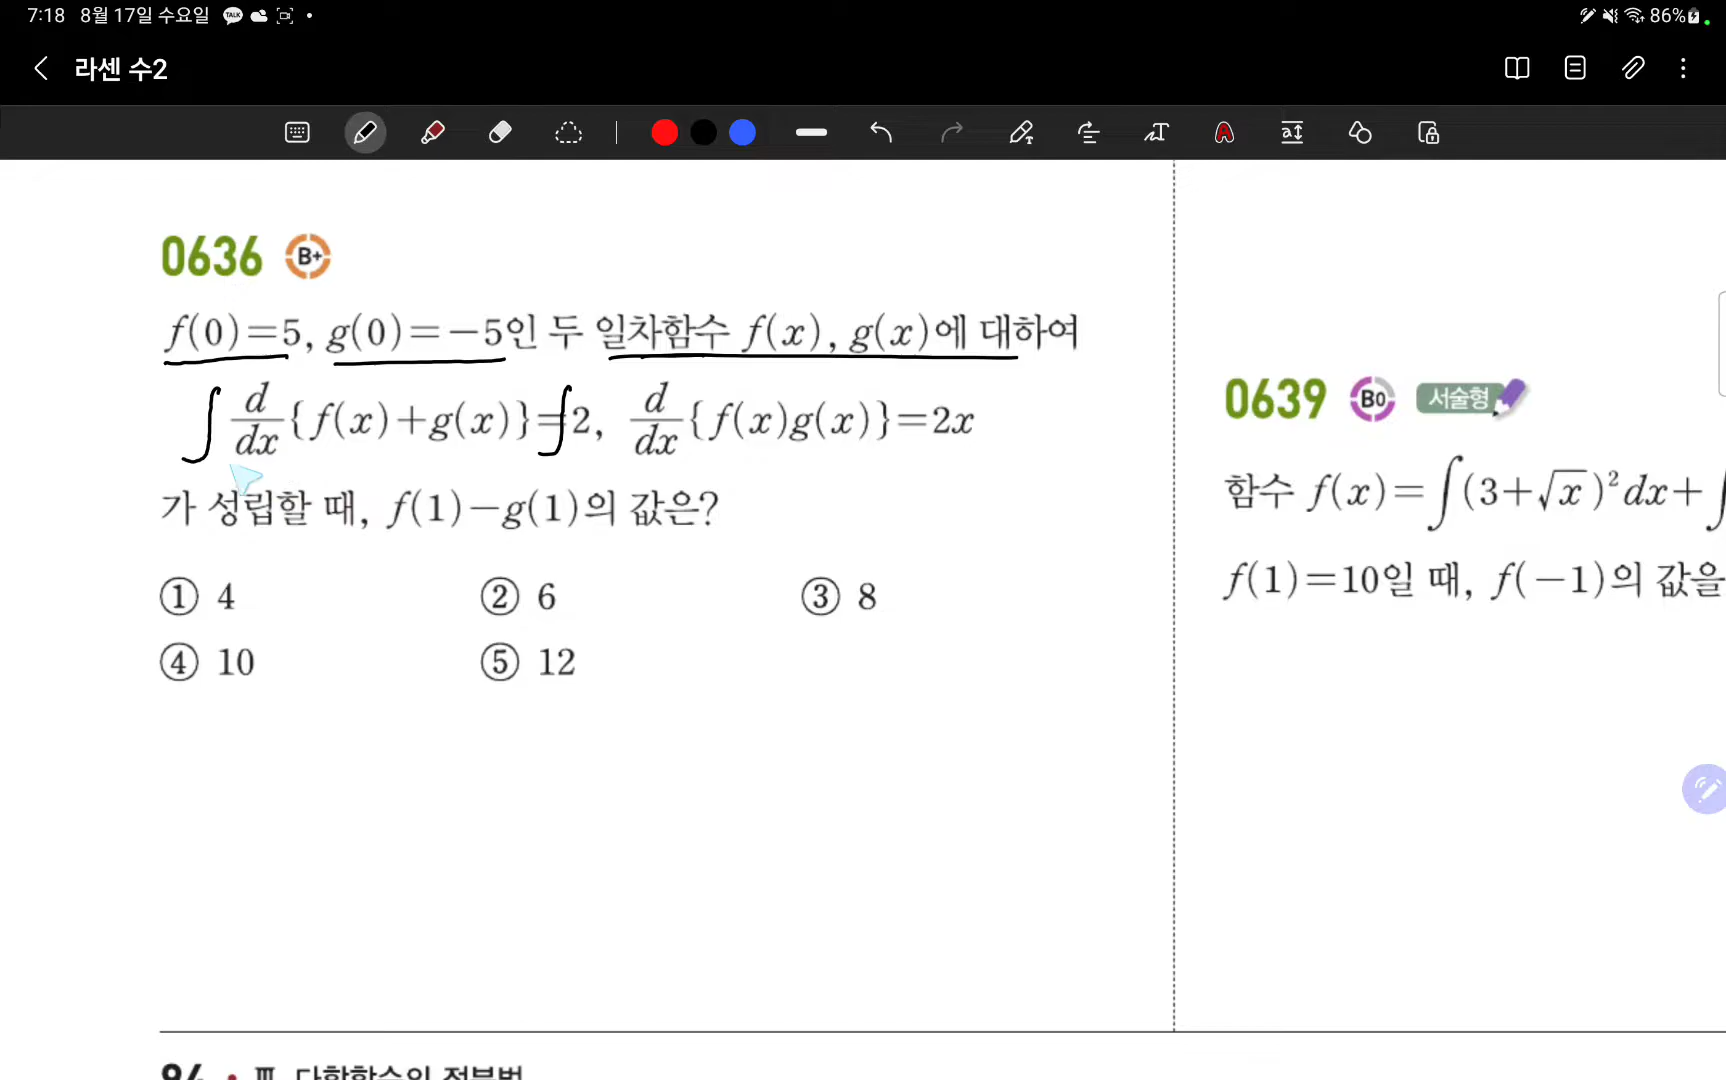 7:18 8월 17일 수요일 TALK 86%
라센 수2
0636 B+
f(0)=5, g(0)=-5인 두 일차함수 f(x), g(x)에 대하여
∫ d/dx{f(x)+g(x)}=∫2, d/dx{f(x)g(x)}=2x
가 성립할 때, f(1)-g(1)의 값은?
① 4 ② 6 ③ 8
④ 10 ⑤ 12
0639 B0 서술형
함수 f(x)=∫(3+√x)²dx+∫
f(1)=10일 때, f(-1)의 값을